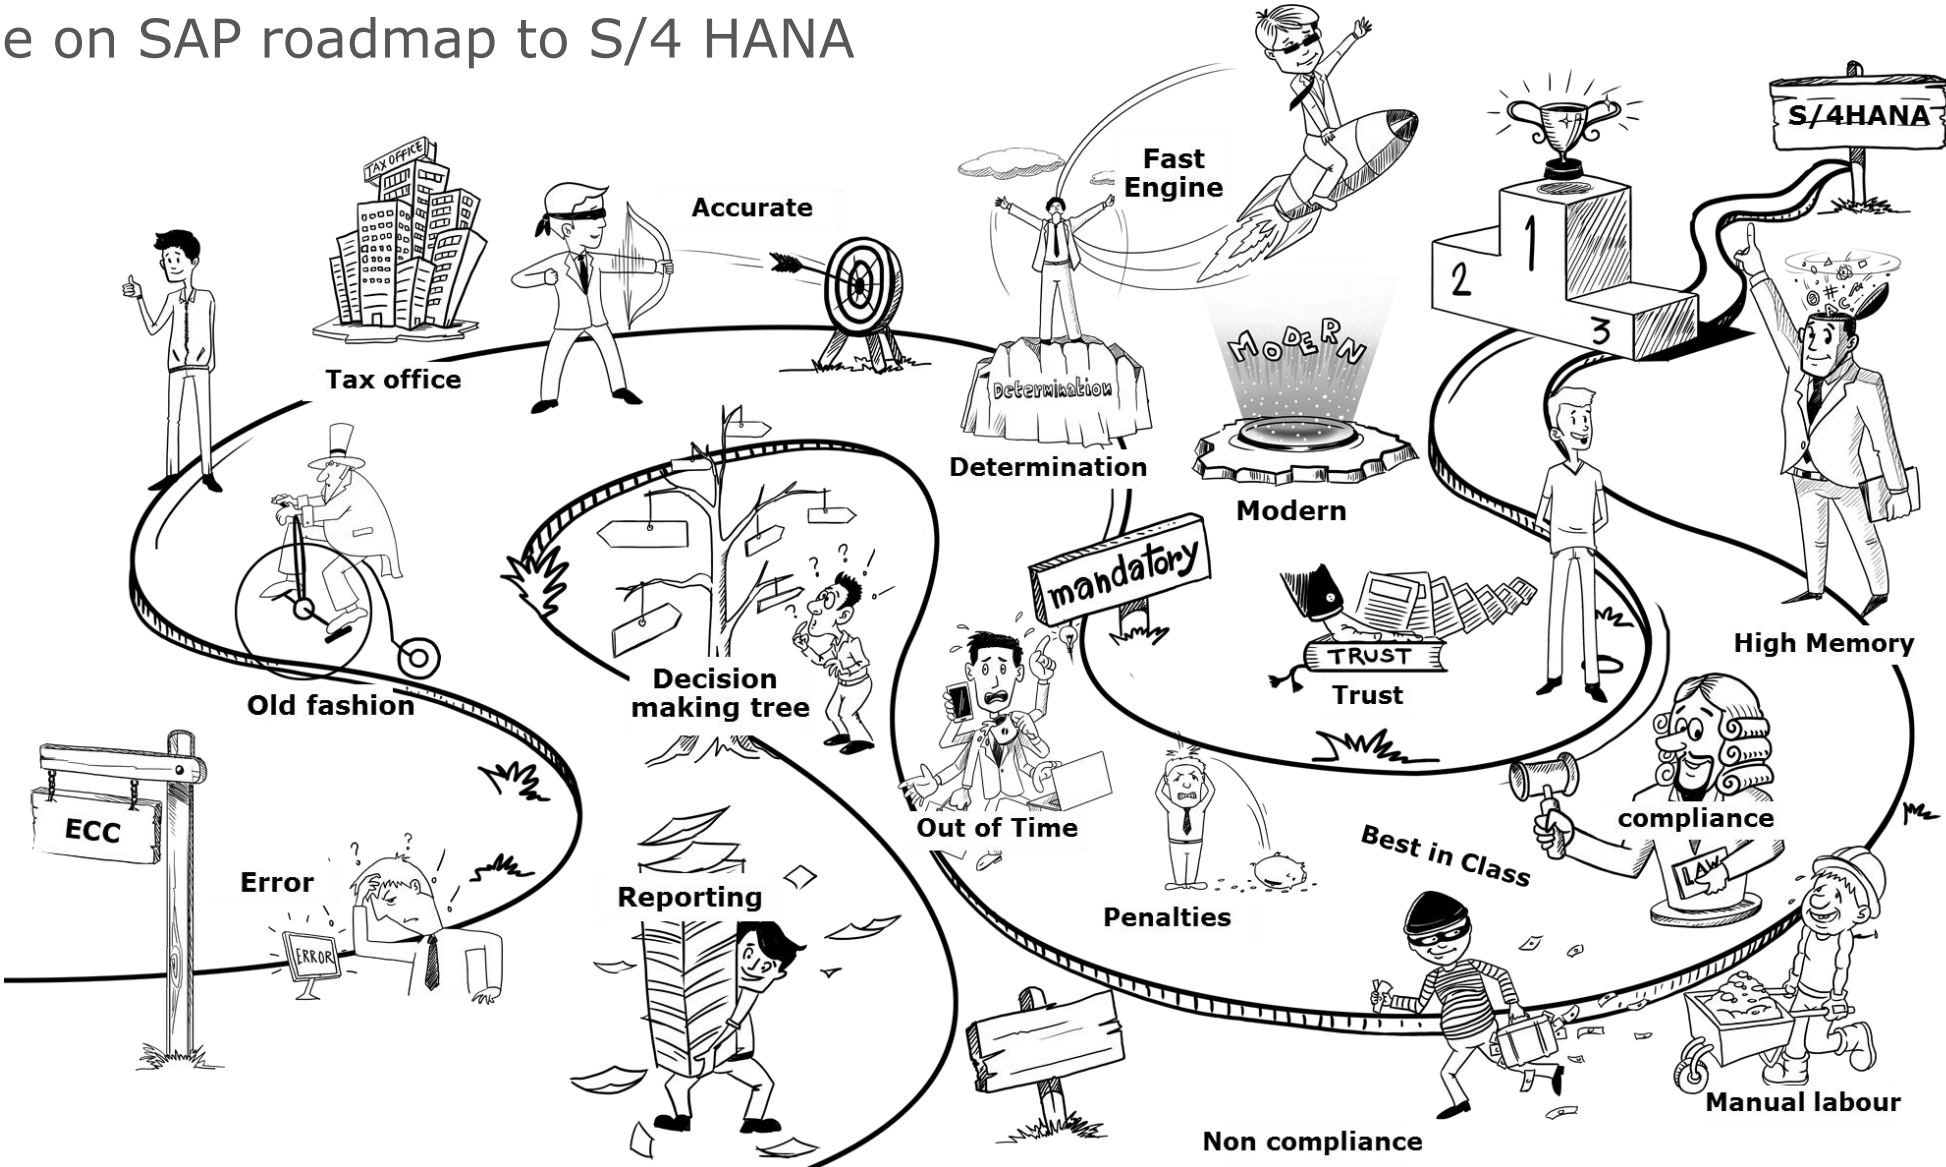 e on SAP roadmap to S/4 HANA
S/4HANA
TAX OFFICE
Fast
Engine
Accurate
1
2
3
MODERN
Tax office
Determination
Determination
Modern
mandatory
TRUST
Trust
High Memory
Decision
making tree
Old fashion
ECC
Out of Time
compliance
Best in Class
LAW
Error
ERROR
Reporting
Penalties
Manual labour
Non compliance